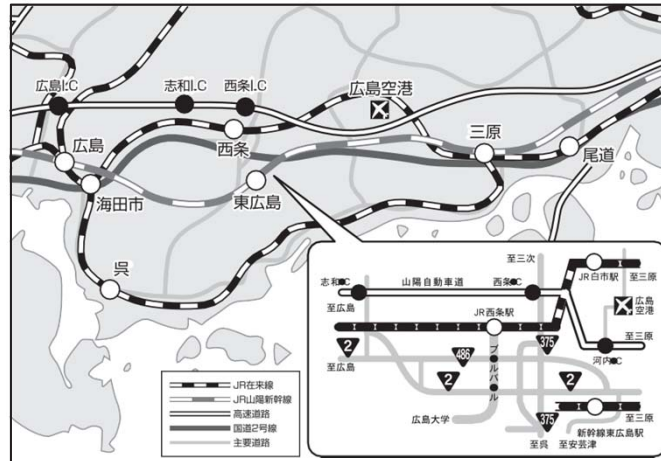 広島I.C
志和I.C
西条I.C
広島空港
広島
西条
三原
尾道
海田市
東広島
呉
至三次
JR白市駅
至三原
志和I.C
山陽自動車道
西条I.C
至広島
広島空港
JR西条駅
375
至三原
2
486
ブールバール
河内I.C
至広島
2
2
広島大学
375
至三原
新幹線東広島駅
至呉
至安芸津
JR在来線
JR山陽新幹線
高速道路
国道2号線
主要道路